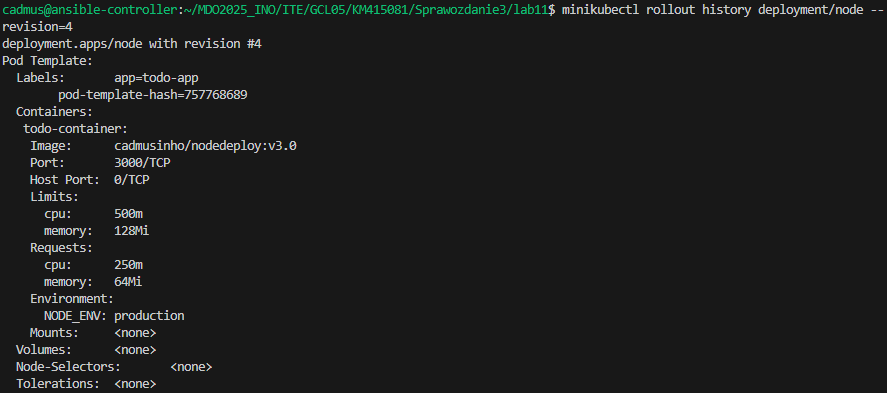 cadmus@ansible-controller:~/MDO2025_INO/ITE/GCL05/KM415081/Sprawozdanie3/lab11$ minikubectl rollout history deployment/node --
revision=4
deployment.apps/node with revision #4
Pod Template:
  Labels:       app=todo-app
        pod-template-hash=757768689
  Containers:
   todo-container:
    Image:      cadmusinho/nodedeploy:v3.0
    Port:       3000/TCP
    Host Port:  0/TCP
    Limits:
      cpu:      500m
      memory:   128Mi
    Requests:
      cpu:      250m
      memory:   64Mi
    Environment:
      NODE_ENV: production
    Mounts:     <none>
  Volumes:      <none>
  Node-Selectors:       <none>
  Tolerations:  <none>